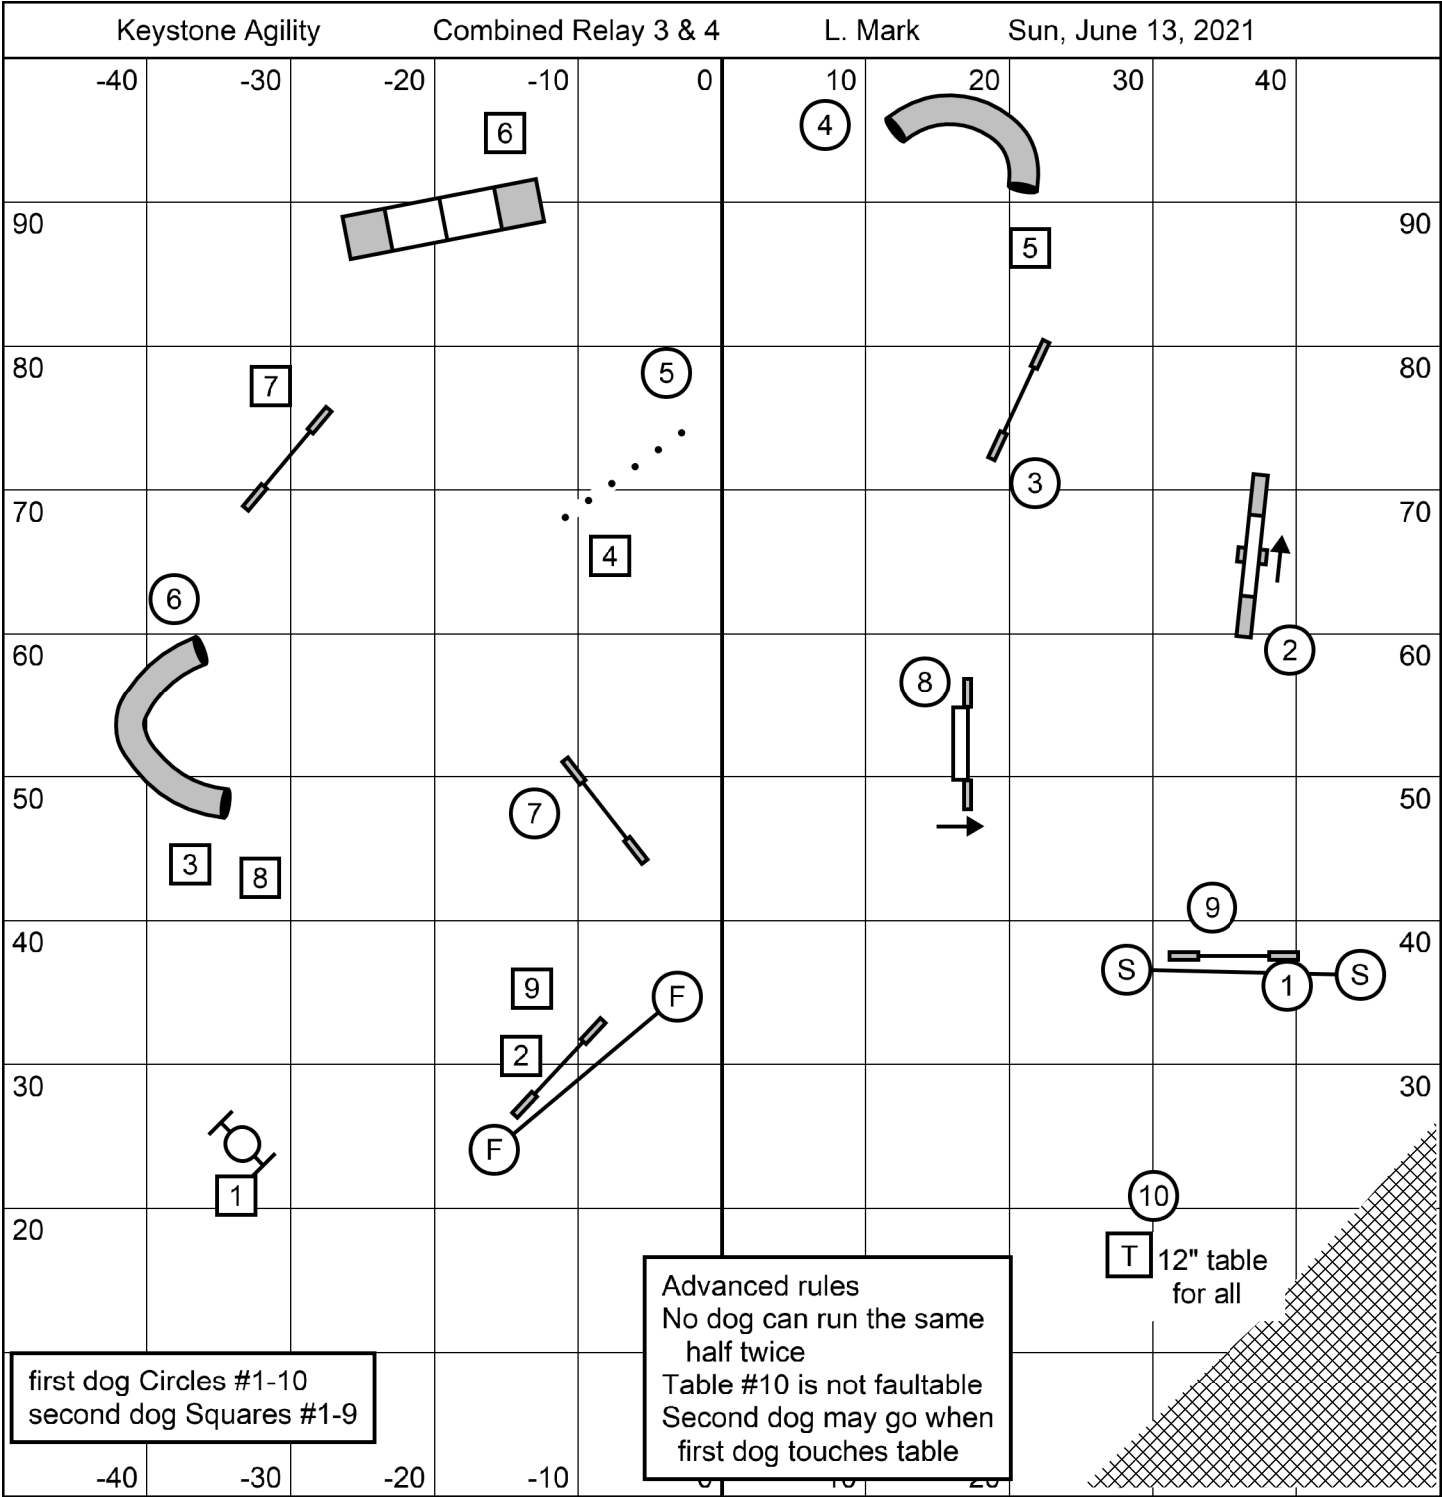 Keystone Agility Combined Relay 3 & 4 L. Mark Sun, June 13, 2021
-40 -30 -20 -10 0 10 20 30 40
6
4
90 90
5
80 80
5
7
3
70 70
4
6
60 60
2
8
50 50
7
3
8
9
40 40
S S
1
9
F
2
30 30
F
1
10
20
T 12" table
for all
Advanced rules
No dog can run the same
half twice
Table #10 is not faultable
Second dog may go when
first dog touches table
first dog Circles #1-10
second dog Squares #1-9
-40 -30 -20 -10 0 10 20